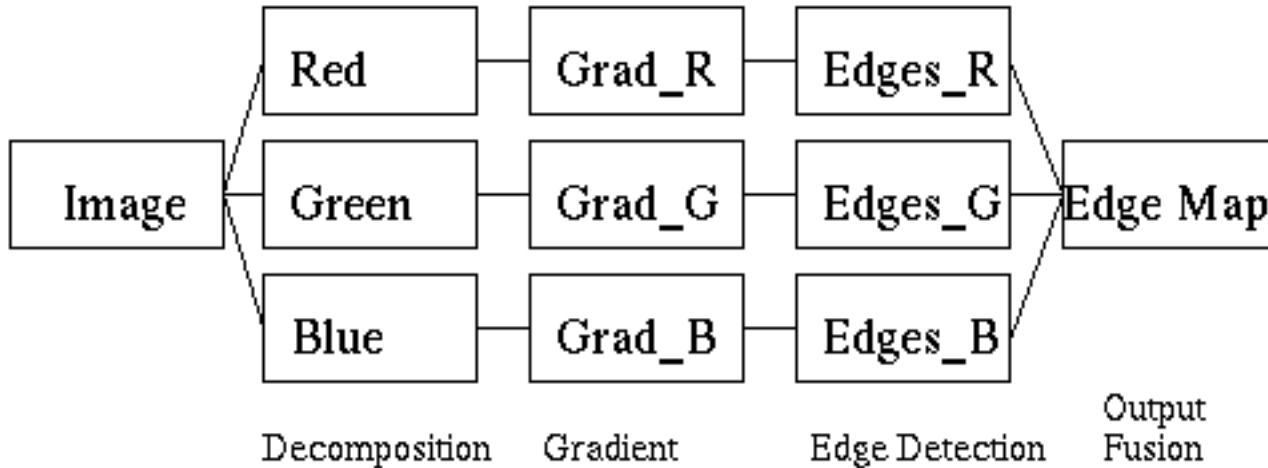 Red Grad_R Edges_R
Image Green Grad_G Edges_G Edge Map
Blue Grad_B Edges_B
Decomposition Gradient Edge Detection Output
Fusion